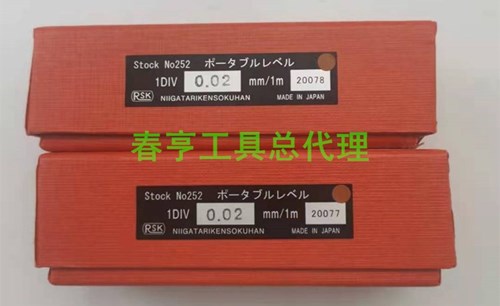 Stock No252 ポータブルレベル
1DIV 0.02 mm/1m 20078
RSK NIIGATARIKENSOKUHAN MADE IN JAPAN
春亨工具总代理
Stock No252 ポータブルレベル
1DIV 0.02 mm/1m 20077
RSK NIIGATARIKENSOKUHAN MADE IN JAPAN